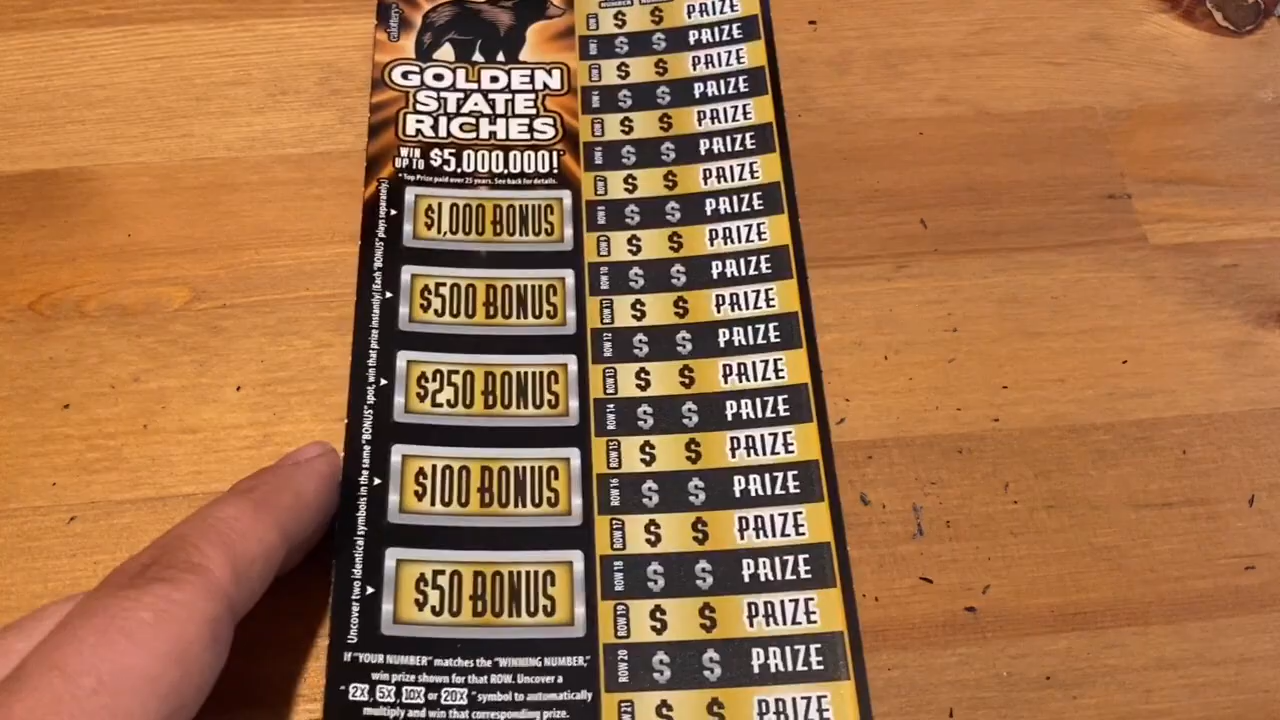 calottery
GOLDEN
STATE
RICHES
WIN
UP TO $5,000,000!*
*Top Prize paid over 25 years. See back for details.
Uncover two identical symbols in the same "BONUS" spot, win that prize instantly! (Each "BONUS" plays separately.)
$1,000 BONUS
$500 BONUS
$250 BONUS
$100 BONUS
$50 BONUS
If "YOUR NUMBER" matches the "WINNING NUMBER,"
win prize shown for that ROW. Uncover a
"2X, 5X, 10X or 20X" symbol to automatically
multiply and win that corresponding prize.
NUMBER
ROW 1 $ $ PRIZE
ROW 2 $ $ PRIZE
ROW 3 $ $ PRIZE
ROW 4 $ $ PRIZE
ROW 5 $ $ PRIZE
ROW 6 $ $ PRIZE
ROW 7 $ $ PRIZE
ROW 8 $ $ PRIZE
ROW 9 $ $ PRIZE
ROW 10 $ $ PRIZE
ROW 11 $ $ PRIZE
ROW 12 $ $ PRIZE
ROW 13 $ $ PRIZE
ROW 14 $ $ PRIZE
ROW 15 $ $ PRIZE
ROW 16 $ $ PRIZE
ROW 17 $ $ PRIZE
ROW 18 $ $ PRIZE
ROW 19 $ $ PRIZE
ROW 20 $ $ PRIZE
ROW 21 $ $ PRIZE